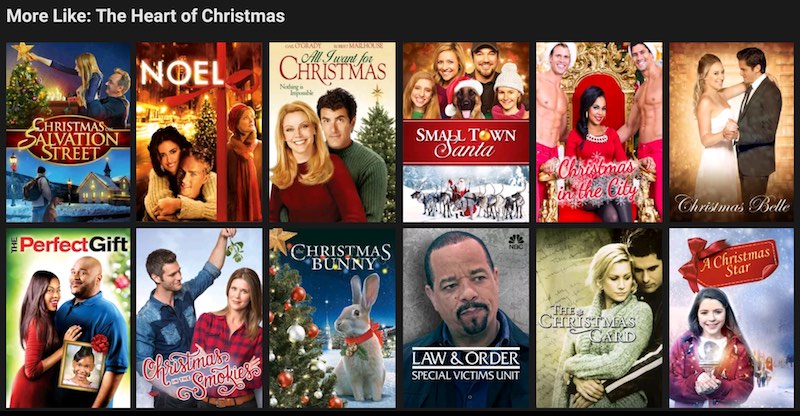 More Like: The Heart of Christmas
CHRISTMAS ON
SALVATION
STREET
NOEL
GAIL O'GRADY ROBERT MAILHOUSE
All I want for
CHRISTMAS
Nothing is
Impossible
SMALL TOWN
Santa
Christmas
in the City
Christmas Belle
THE PerfectGift
Christmas
IN THE
Smokies
THE
CHRISTMAS
BUNNY
NBC
LAW & ORDER
SPECIAL VICTIMS UNIT
THE
CHRISTMAS
CARD
A Christmas
Star